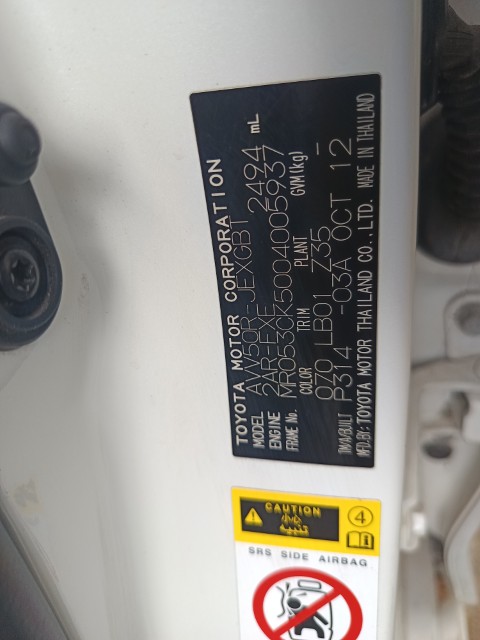 TOYOTA MOTOR CORPORATION
MODEL AVV50R-JEXGBT
ENGINE 2AR-FXE 2494 mL
FRAME No. MR053CK5004005937
COLOR TRIM PLANT GVM(kg)
070 LB01 Z35 -
P314 -03A OCT 12
TMA/BUILT
MFD.BY: TOYOTA MOTOR THAILAND CO.,LTD. MADE IN THAILAND
CAUTION
4
SRS SIDE AIRBAG